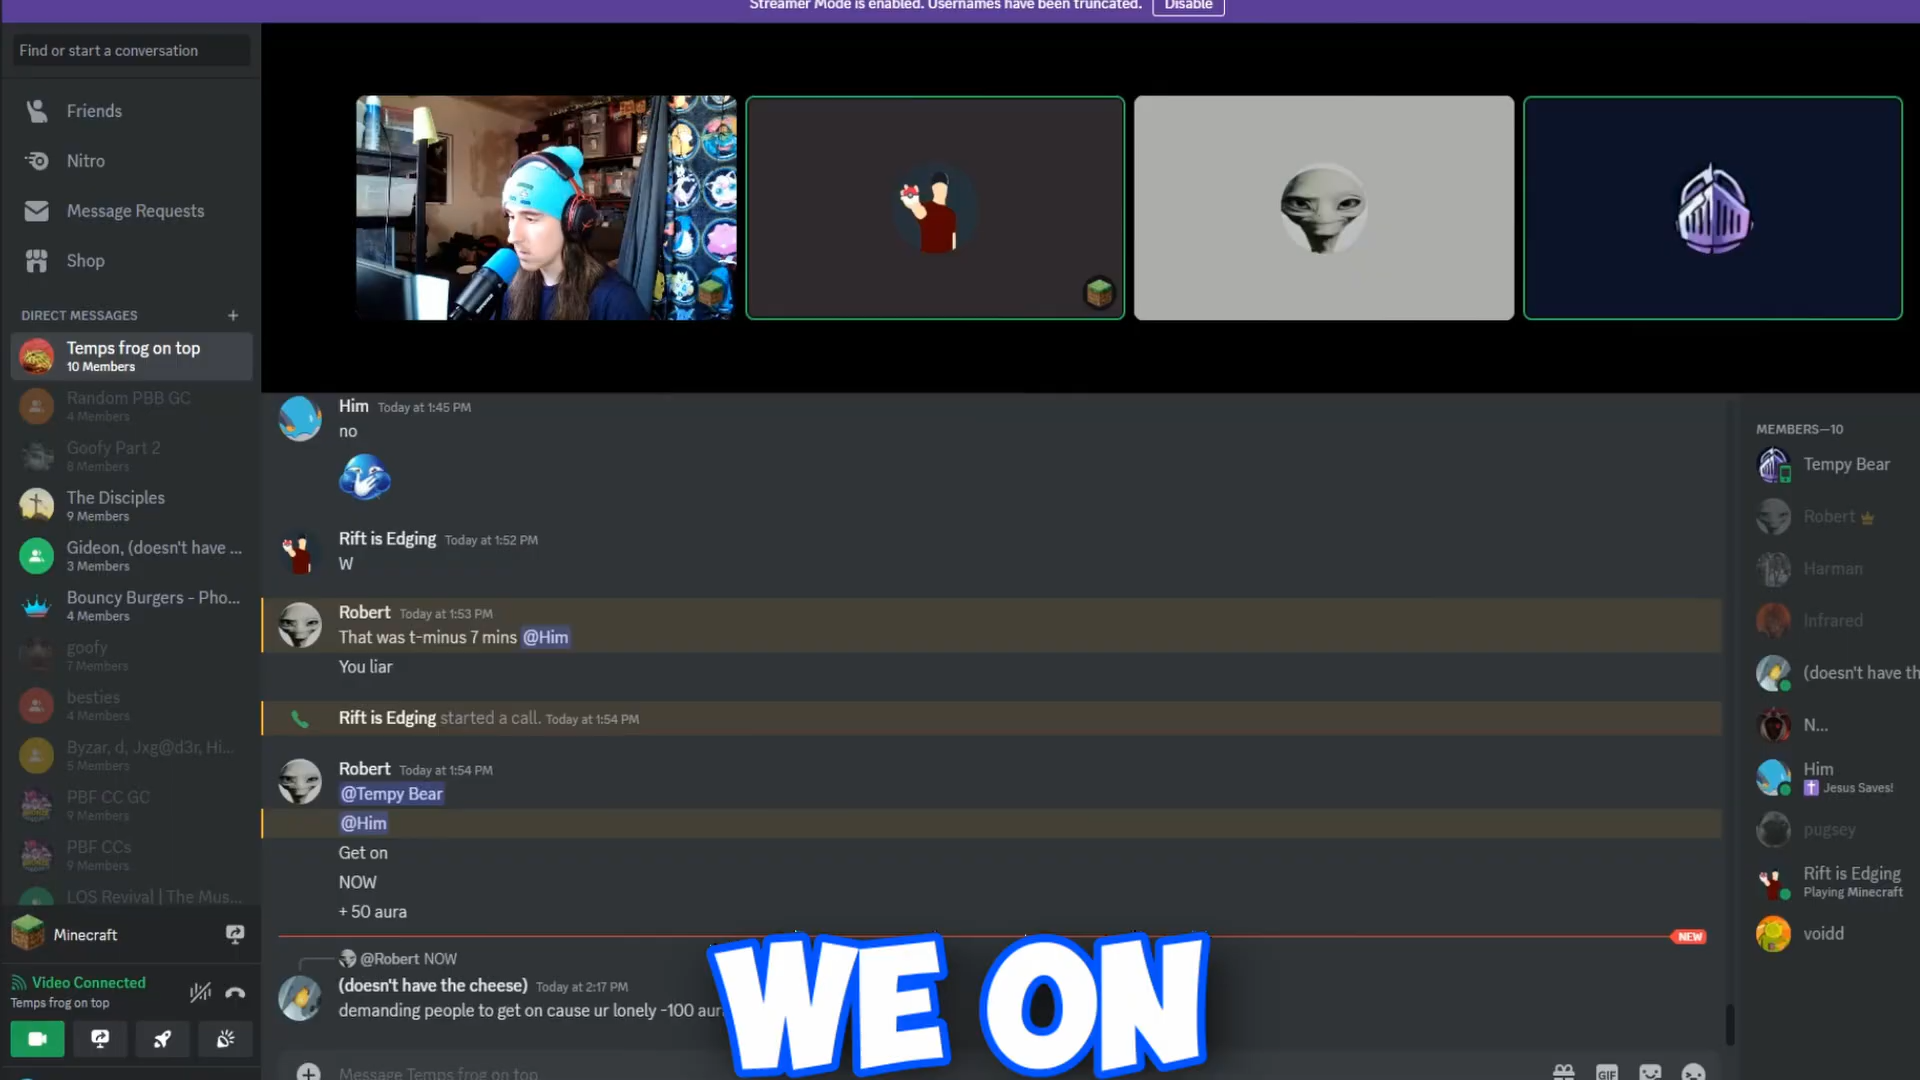 Streamer Mode is enabled. Usernames have been truncated.
Disable
Find or start a conversation
Friends
Nitro
Message Requests
Shop
DIRECT MESSAGES +
Temps frog on top
10 Members
Random PBB GC
4 Members
Goofy Part 2
8 Members
The Disciples
9 Members
Gideon, (doesn't have ...
3 Members
Bouncy Burgers - Pho...
4 Members
goofy
7 Members
besties
4 Members
Byzar, d, Jxg@d3r, Hi...
5 Members
PBF CC GC
9 Members
PBF CCs
9 Members
LOS Revival | The Mus...
Minecraft
Video Connected
Temps frog on top
Him Today at 1:45 PM
no
Rift is Edging Today at 1:52 PM
W
Robert Today at 1:53 PM
That was t-minus 7 mins @Him
You liar
Rift is Edging started a call. Today at 1:54 PM
Robert Today at 1:54 PM
@Tempy Bear
@Him
Get on
NOW
+ 50 aura
NEW
@Robert NOW
(doesn't have the cheese) Today at 2:17 PM
demanding people to get on cause ur lonely -100 aur
Message Temps frog on top
GIF
WE ON
MEMBERS—10
Tempy Bear
Robert
Harman
Infrared
(doesn't have th
N...
Him
Jesus Saves!
pugsey
Rift is Edging
Playing Minecraft
voidd